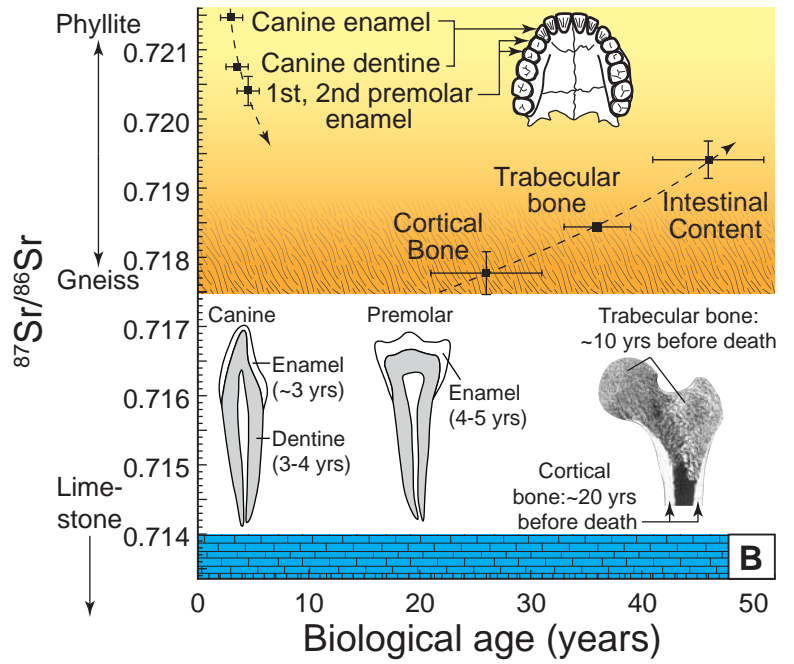 Phyllite
Gneiss
Lime-
stone
87Sr/86Sr
0.721
0.720
0.719
0.718
0.717
0.716
0.715
0.714
Canine enamel
Canine dentine
1st, 2nd premolar
enamel
Cortical
Bone
Trabecular
bone
Intestinal
Content
Canine
Enamel
(~3 yrs)
Dentine
(3-4 yrs)
Premolar
Enamel
(4-5 yrs)
Trabecular bone:
~10 yrs before death
Cortical
bone:~20 yrs
before death
B
0 10 20 30 40 50
Biological age (years)